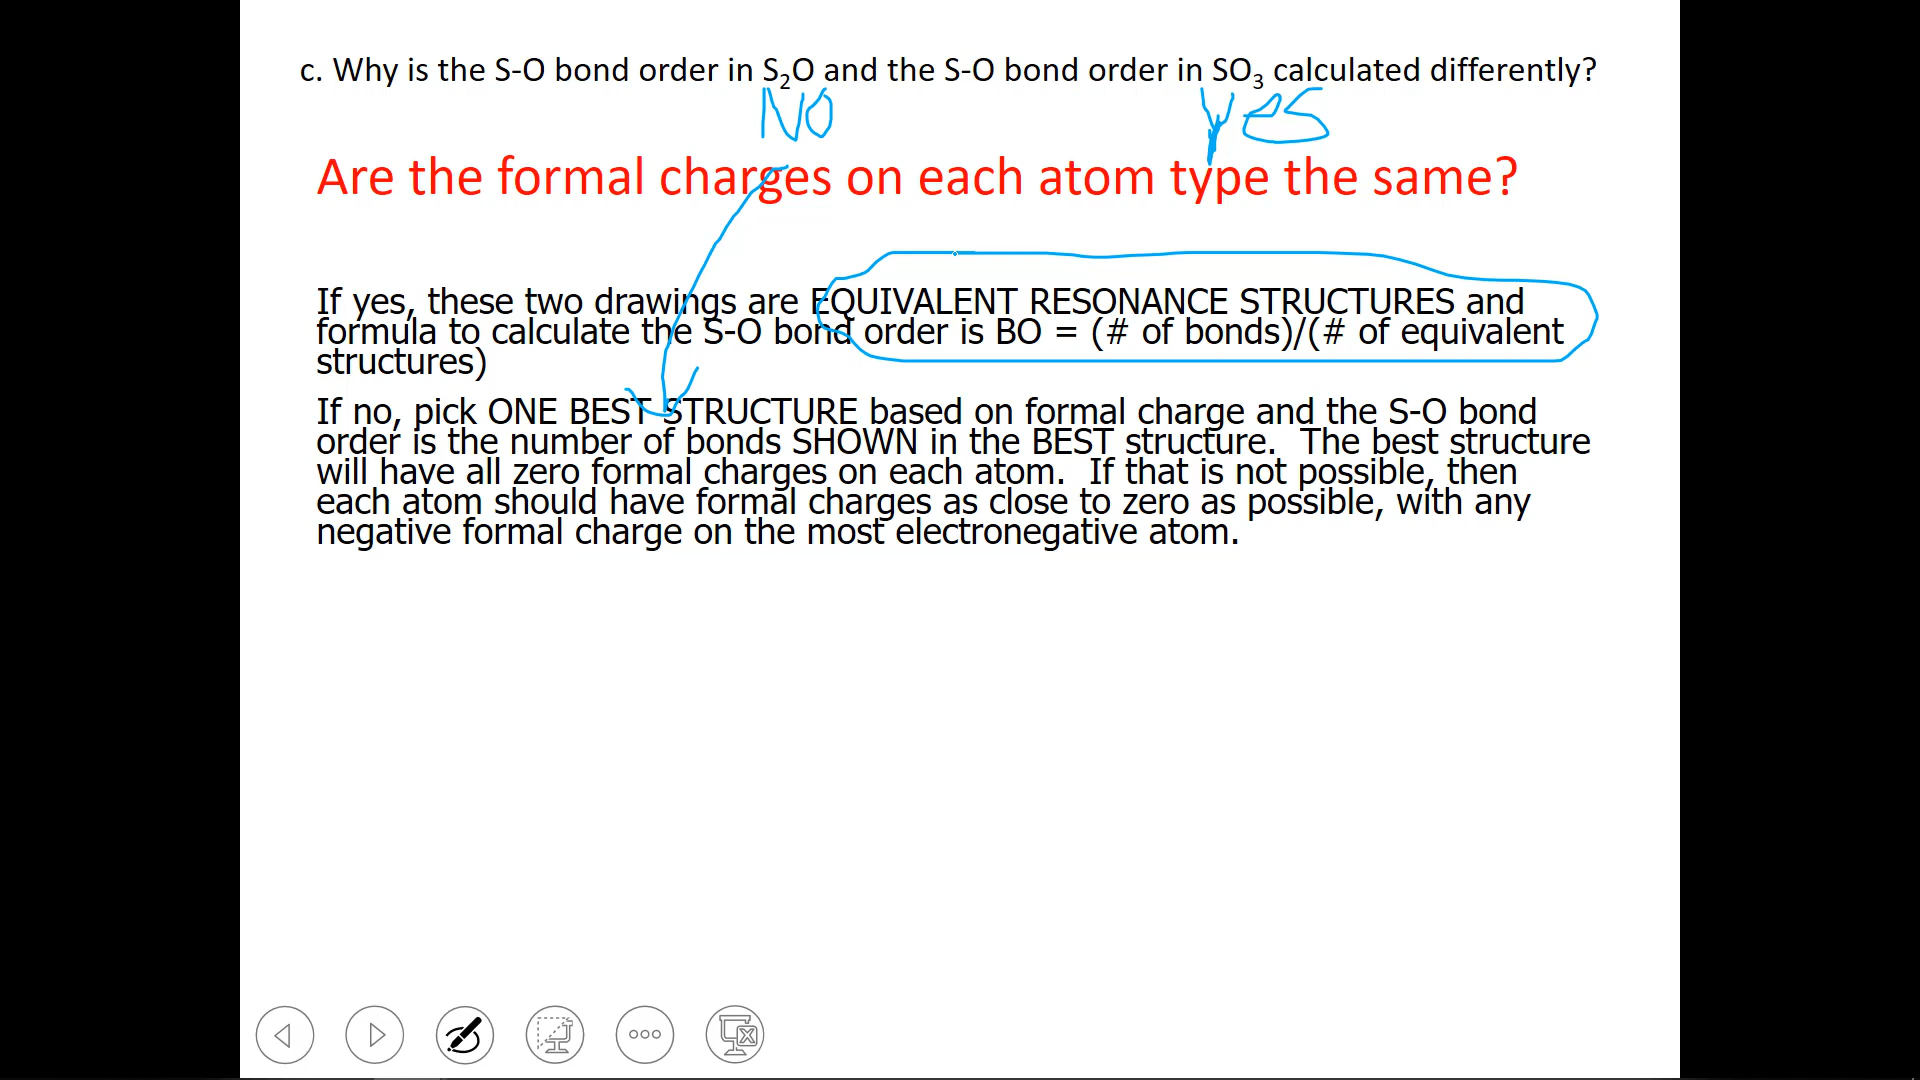 c. Why is the S-O bond order in S₂O and the S-O bond order in SO₃ calculated differently?
NO Yes
Are the formal charges on each atom type the same?
If yes, these two drawings are EQUIVALENT RESONANCE STRUCTURES and
formula to calculate the S-O bond order is BO = (# of bonds)/(# of equivalent
structures)
If no, pick ONE BEST STRUCTURE based on formal charge and the S-O bond
order is the number of bonds SHOWN in the BEST structure.  The best structure
will have all zero formal charges on each atom.  If that is not possible, then
each atom should have formal charges as close to zero as possible, with any
negative formal charge on the most electronegative atom.